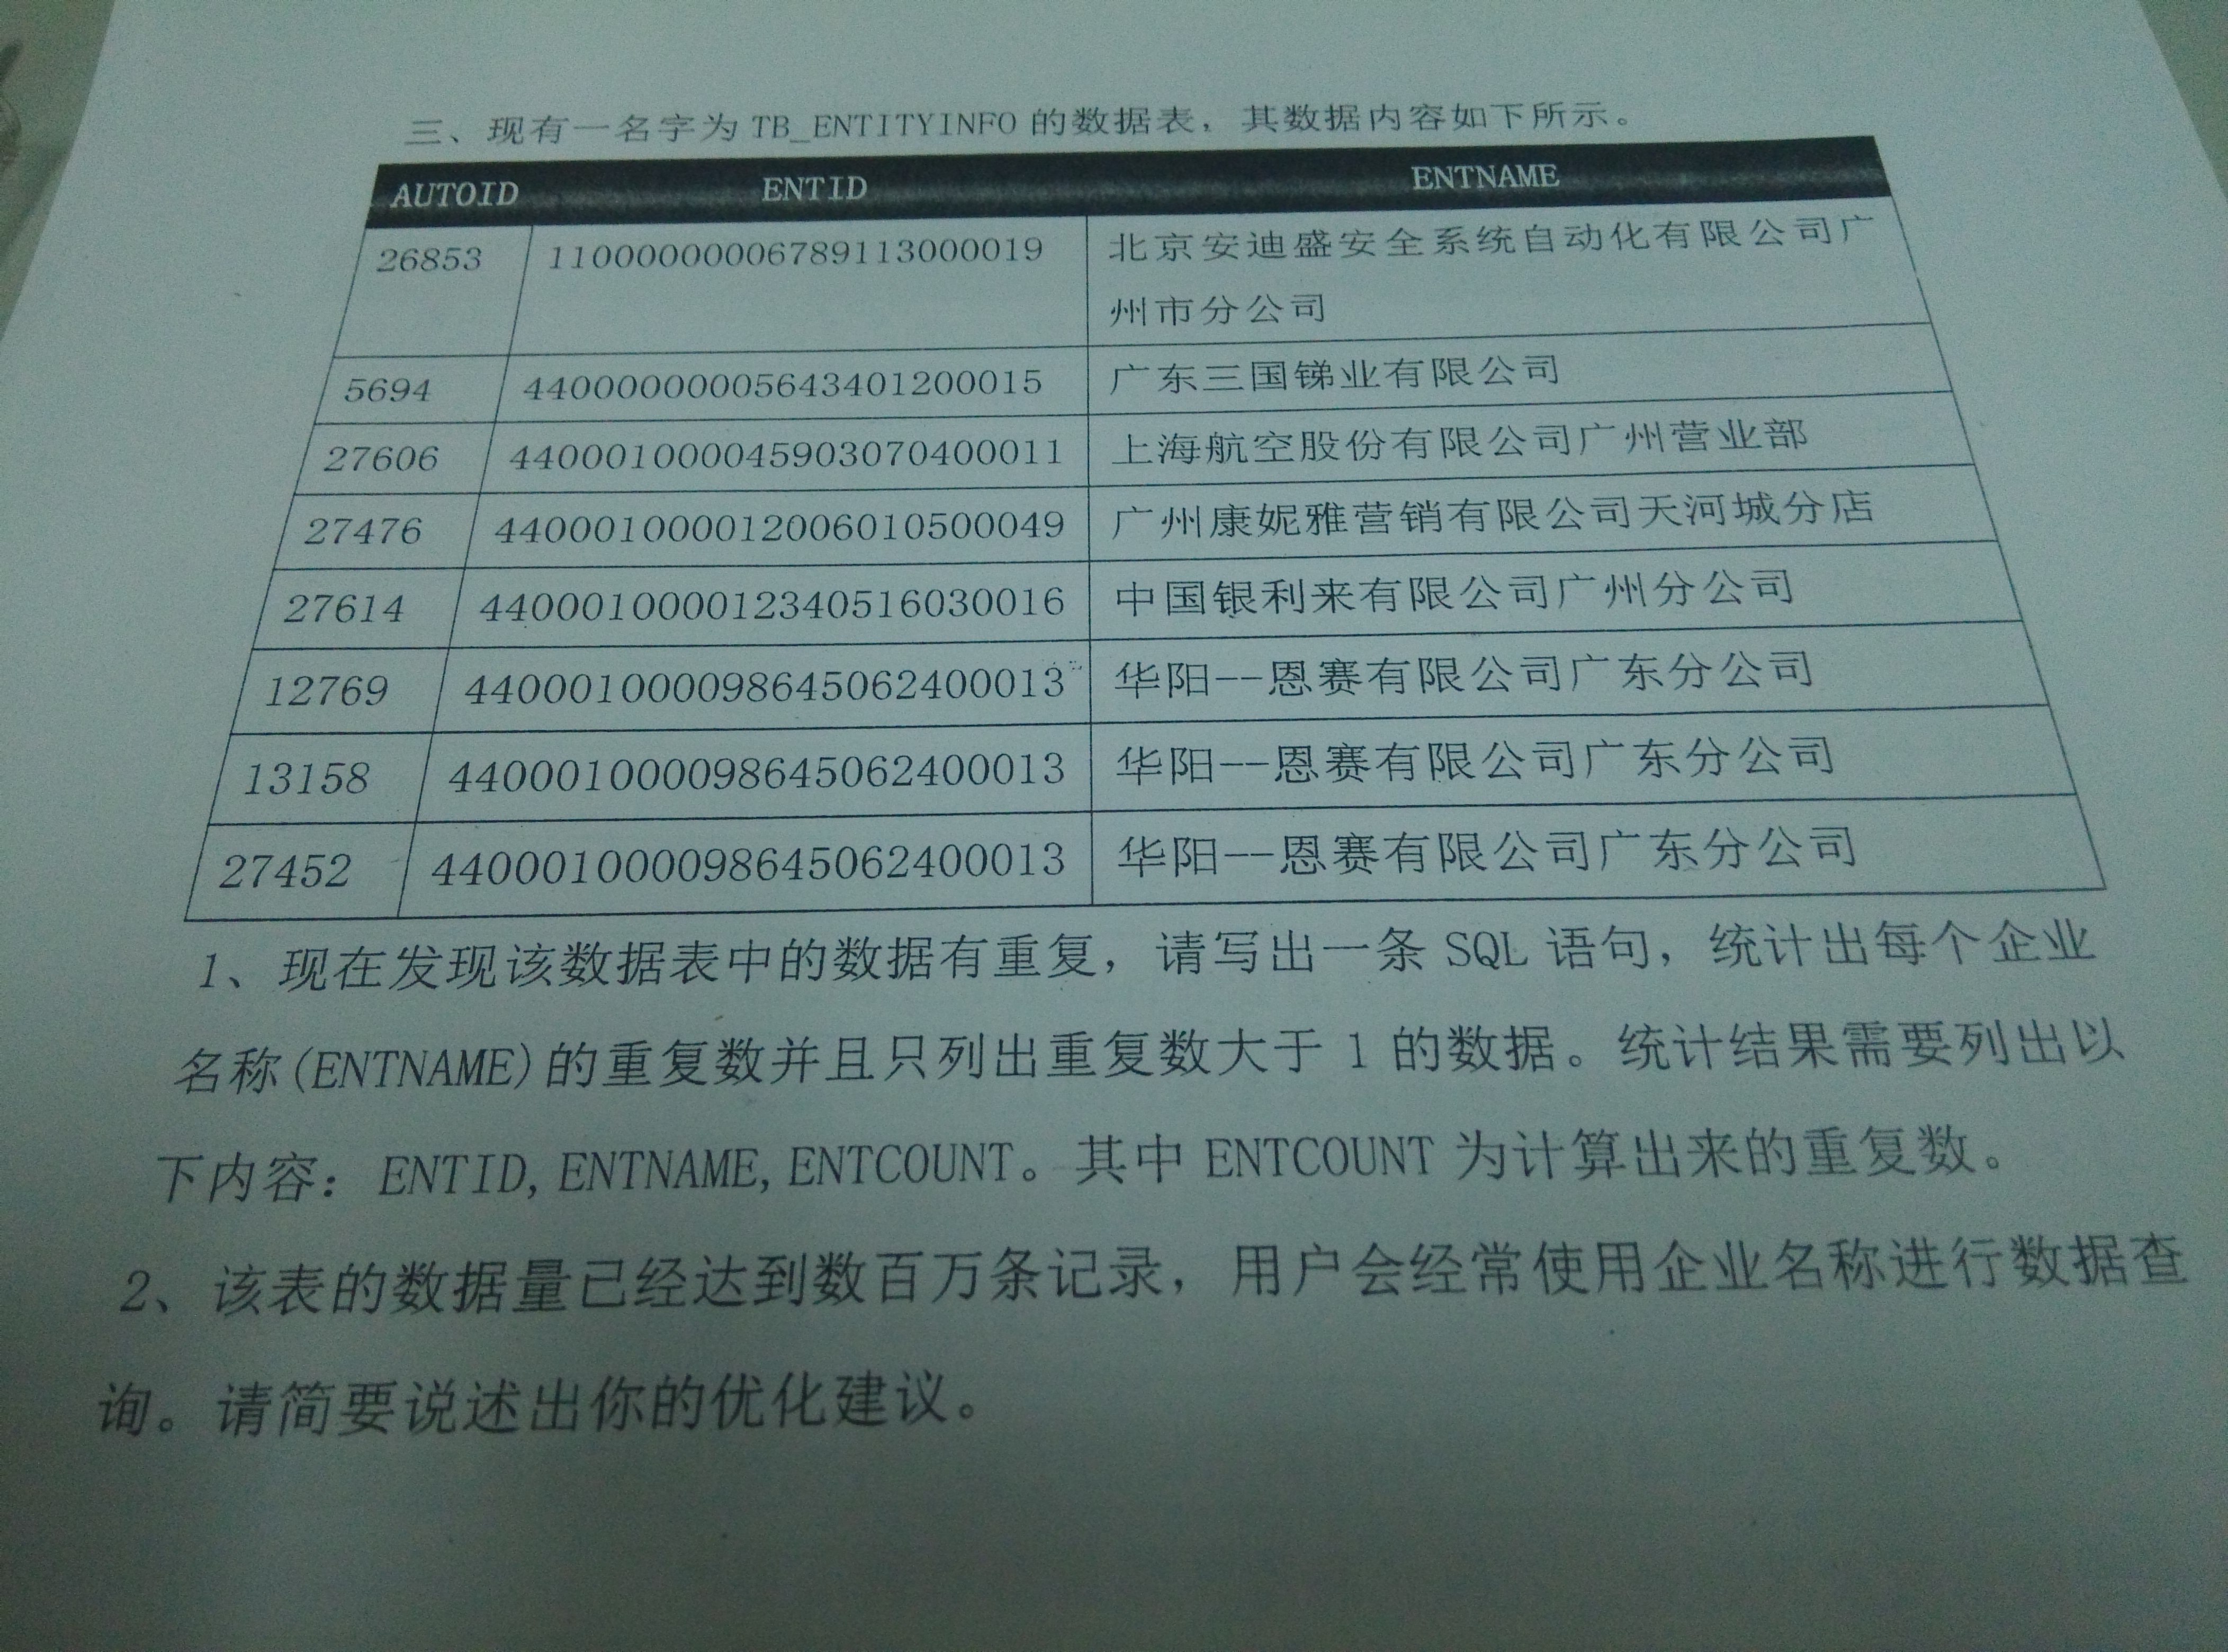 三、现有一名字为 TB_ENTITYINFO 的数据表，其数据内容如下所示。
AUTOID ENTID ENTNAME
26853 1100000000006789113000019 北京安迪盛安全系统自动化有限公司广
州市分公司
5694 4400000000005643401200015 广东三国锑业有限公司
27606 440001000045903070400011 上海航空股份有限公司广州营业部
27476 440001000012006010500049 广州康妮雅营销有限公司天河城分店
27614 440001000012340516030016 中国银利来有限公司广州分公司
12769 440001000098645062400013 华阳--恩赛有限公司广东分公司
13158 440001000098645062400013 华阳--恩赛有限公司广东分公司
27452 440001000098645062400013 华阳--恩赛有限公司广东分公司
1、现在发现该数据表中的数据有重复，请写出一条 SQL 语句，统计出每个企业
名称(ENTNAME)的重复数并且只列出重复数大于 1 的数据。统计结果需要列出以
下内容：ENTID,ENTNAME,ENTCOUNT。其中 ENTCOUNT 为计算出来的重复数。
2、该表的数据量已经达到数百万条记录，用户会经常使用企业名称进行数据查
询。请简要说述出你的优化建议。